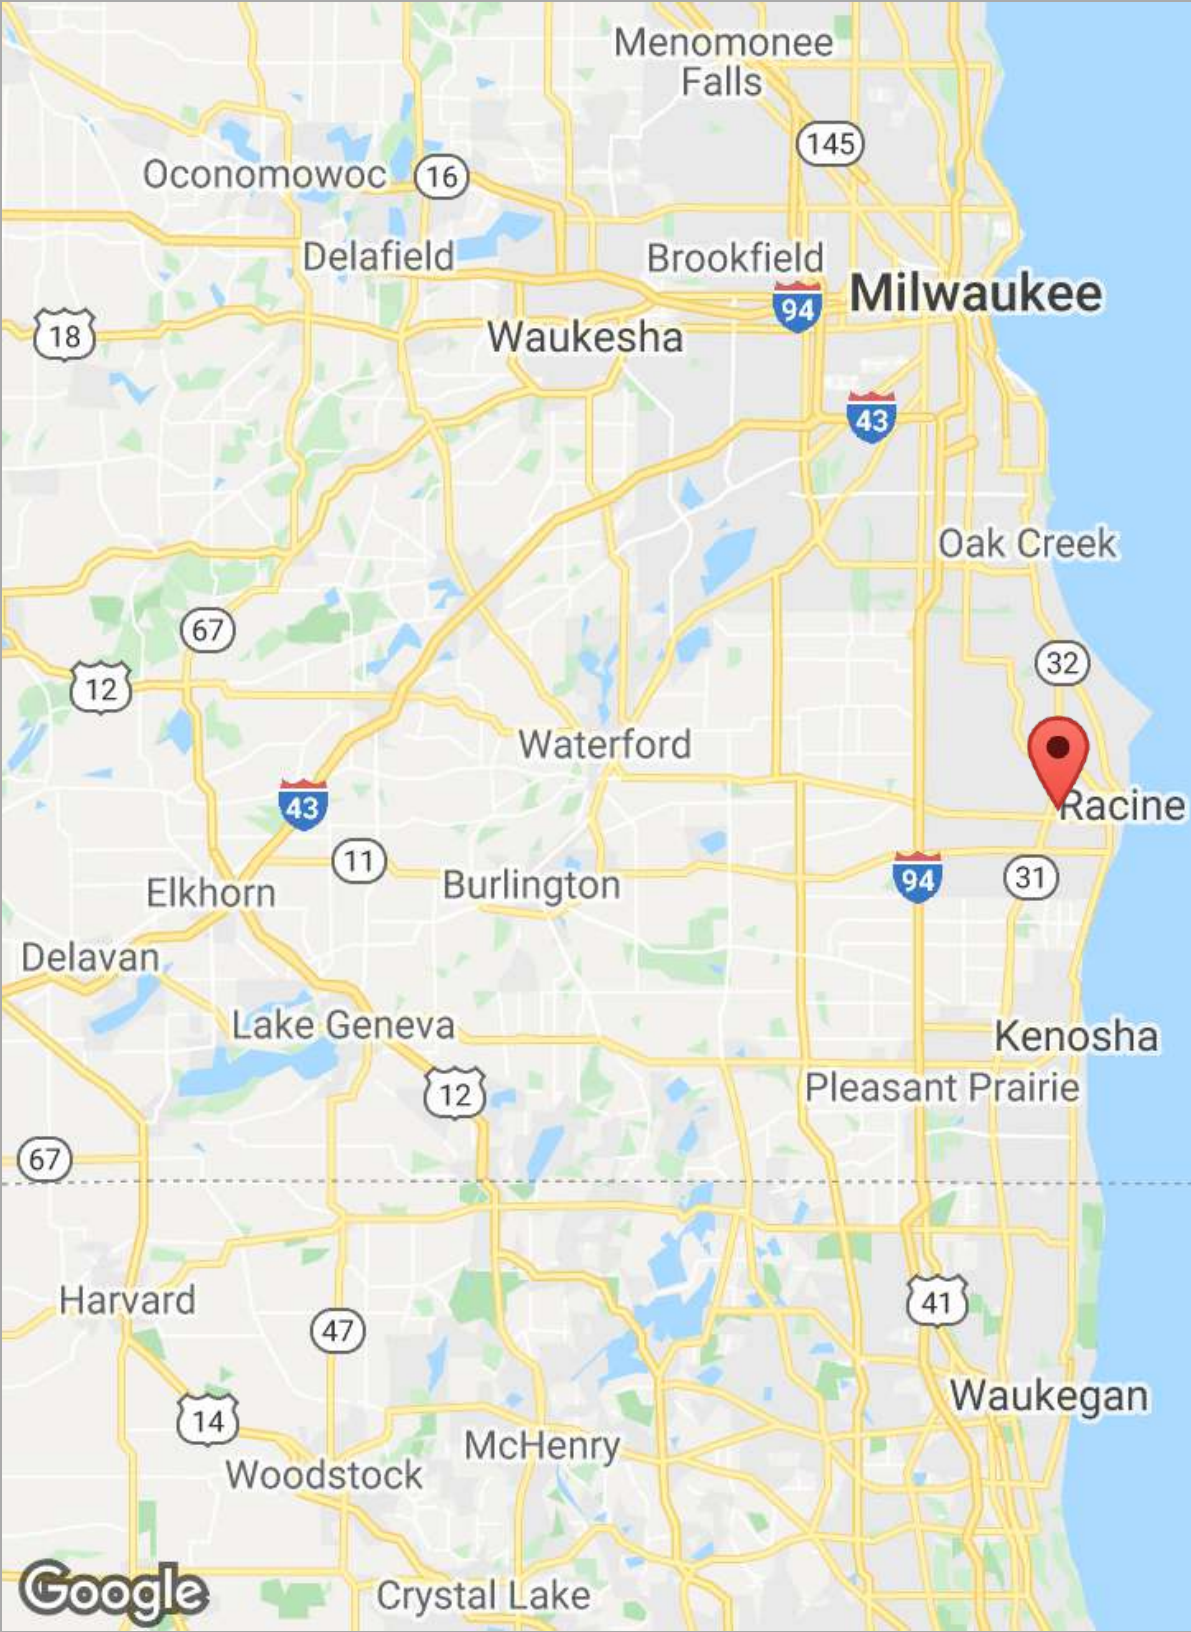 Menomonee
Falls
145
Oconomowoc
16
Delafield
Brookfield
94
Milwaukee
18
Waukesha
43
Oak Creek
67
32
12
Waterford
43
Racine
11
94
31
Burlington
Elkhorn
Delavan
Lake Geneva
Kenosha
12
Pleasant Prairie
67
Harvard
41
47
Waukegan
14
McHenry
Woodstock
Google
Crystal Lake